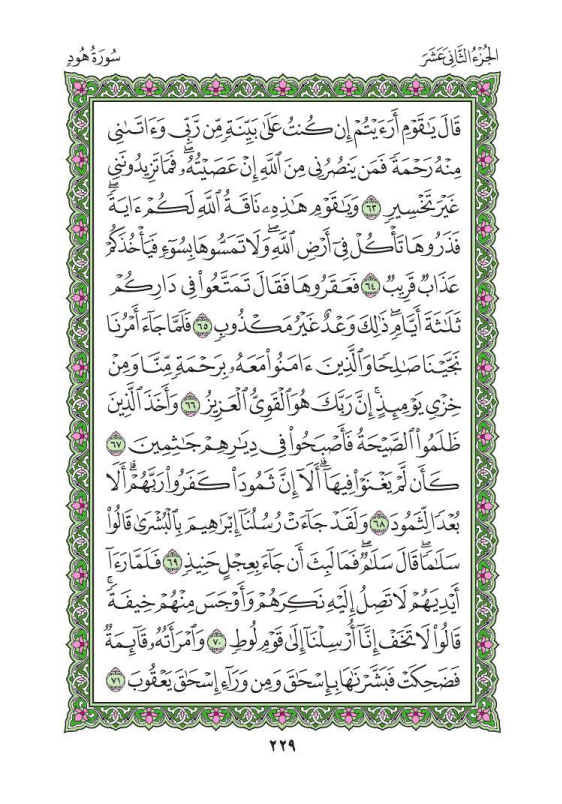 الجُزْءُ الثَّانِي عَشَرَ
سُورَةُ هُودٍ
قَالَ يَٰقَوْمِ أَرَءَيْتُمْ إِن كُنتُ عَلَىٰ بَيِّنَةٍ مِّن رَّبِّي وَءَاتَىٰنِي
مِنْهُ رَحْمَةً فَمَن يَنصُرُنِي مِنَ ٱللَّهِ إِنْ عَصَيْتُهُۥۖ فَمَا تَزِيدُونَنِي
غَيْرَ تَخْسِيرٍ ٦٣ وَيَٰقَوْمِ هَٰذِهِۦ نَاقَةُ ٱللَّهِ لَكُمْ ءَايَةًۖ
فَذَرُوهَا تَأْكُلْ فِيٓ أَرْضِ ٱللَّهِۖ وَلَا تَمَسُّوهَا بِسُوٓءٍ فَيَأْخُذَكُمْ
عَذَابٌ قَرِيبٌ ٦٤ فَعَقَرُوهَا فَقَالَ تَمَتَّعُوا۟ فِي دَارِكُمْ
ثَلَٰثَةَ أَيَّامٍۖ ذَٰلِكَ وَعْدٌ غَيْرُ مَكْذُوبٍ ٦٥ فَلَمَّا جَآءَ أَمْرُنَا
نَجَّيْنَا صَٰلِحًا وَٱلَّذِينَ ءَامَنُوا۟ مَعَهُۥ بِرَحْمَةٍ مِّنَّا وَمِنْ
خِزْيِ يَوْمِئِذٍۚ إِنَّ رَبَّكَ هُوَ ٱلْقَوِيُّ ٱلْعَزِيزُ ٦٦ وَأَخَذَ ٱلَّذِينَ
ظَلَمُوا۟ ٱلصَّيْحَةُ فَأَصْبَحُوا۟ فِي دِيَٰرِهِمْ جَٰثِمِينَ ٦٧
كَأَن لَّمْ يَغْنَوْا۟ فِيهَآۗ أَلَآ إِنَّ ثَمُودَا۟ كَفَرُوا۟ رَبَّهُمْۗ أَلَا
بُعْدًا لِّثَمُودَ ٦٨ وَلَقَدْ جَآءَتْ رُسُلُنَآ إِبْرَٰهِيمَ بِٱلْبُشْرَىٰ قَالُوا۟
سَلَٰمًاۖ قَالَ سَلَٰمٌۖ فَمَا لَبِثَ أَن جَآءَ بِعِجْلٍ حَنِيذٍ ٦٩ فَلَمَّا رَءَآ
أَيْدِيَهُمْ لَا تَصِلُ إِلَيْهِ نَكِرَهُمْ وَأَوْجَسَ مِنْهُمْ خِيفَةًۚ
قَالُوا۟ لَا تَخَفْ إِنَّآ أُرْسِلْنَآ إِلَىٰ قَوْمِ لُوطٍ ٧٠ وَٱمْرَأَتُهُۥ قَآئِمَةٌ
فَضَحِكَتْ فَبَشَّرْنَٰهَا بِإِسْحَٰقَ وَمِن وَرَآءِ إِسْحَٰقَ يَعْقُوبَ ٧١
٢٢٩